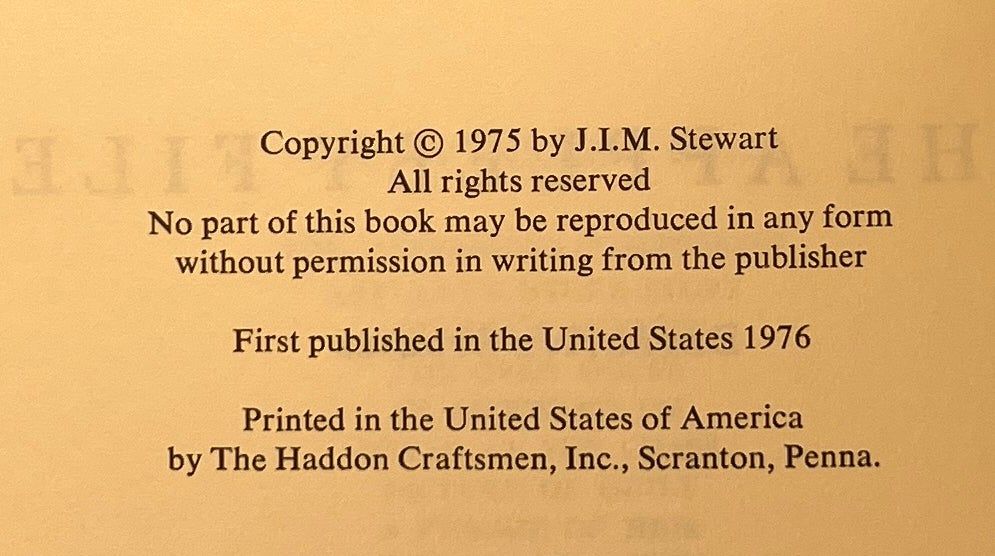 Copyright © 1975 by J.I.M. Stewart
All rights reserved
No part of this book may be reproduced in any form
without permission in writing from the publisher
First published in the United States 1976
Printed in the United States of America
by The Haddon Craftsmen, Inc., Scranton, Penna.